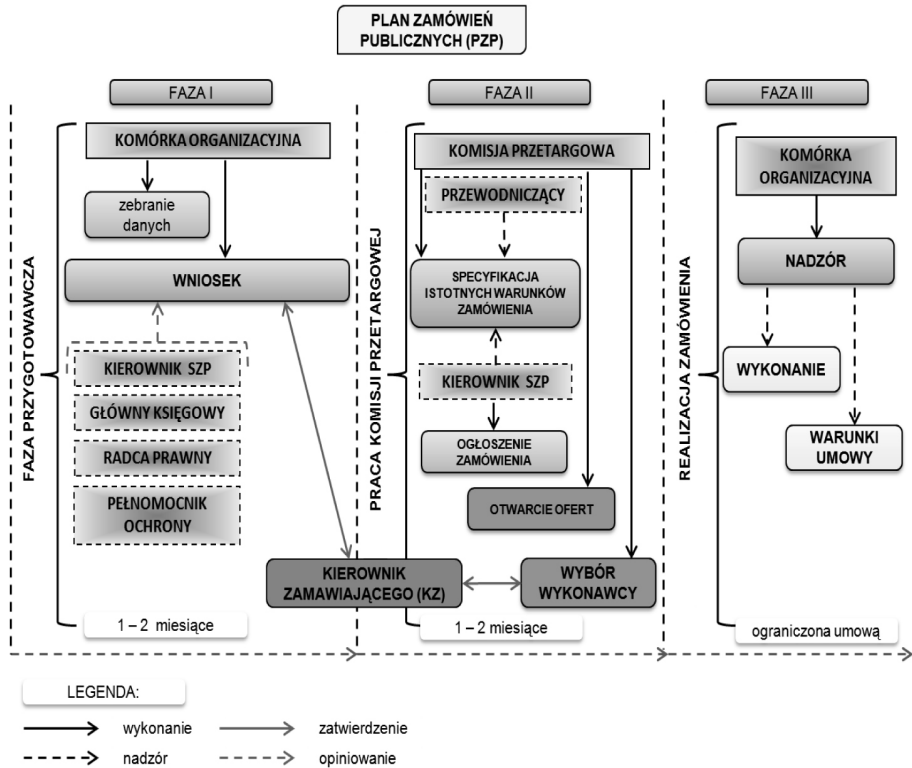 PLAN ZAMÓWIEŃ
PUBLICZNYCH (PZP)
FAZA I
FAZA II
FAZA III
FAZA PRZYGOTOWAWCZA
KOMÓRKA ORGANIZACYJNA
zebranie
danych
WNIOSEK
KIEROWNIK SZP
GŁÓWNY KSIĘGOWY
RADCA PRAWNY
PEŁNOMOCNIK
OCHRONY
1 – 2 miesiące
PRACA KOMISJI PRZETARGOWEJ
KOMISJA PRZETARGOWA
PRZEWODNICZĄCY
SPECYFIKACJA
ISTOTNYCH WARUNKÓW
ZAMÓWIENIA
KIEROWNIK SZP
OGŁOSZENIE
ZAMÓWIENIA
OTWARCIE OFERT
KIEROWNIK
ZAMAWIAJĄCEGO (KZ)
WYBÓR
WYKONAWCY
1 – 2 miesiące
REALIZACJA ZAMÓWIENIA
KOMÓRKA
ORGANIZACYJNA
NADZÓR
WYKONANIE
WARUNKI
UMOWY
ograniczona umową
LEGENDA:
wykonanie
zatwierdzenie
nadzór
opiniowanie